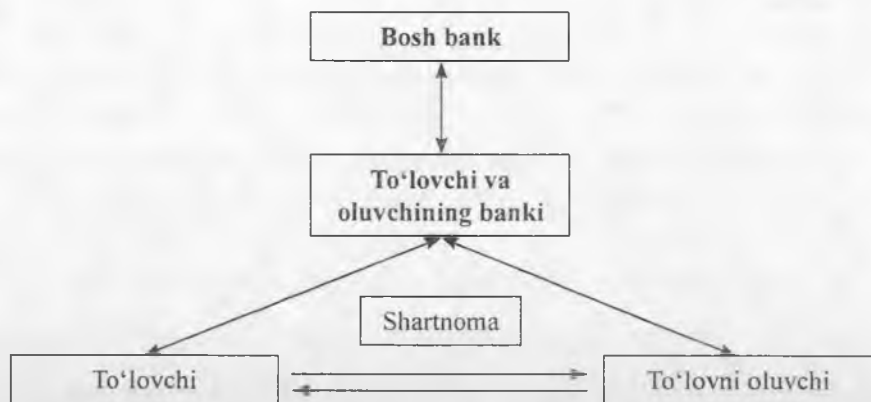 Bosh bank
To‘lovchi va
oluvchining banki
Shartnoma
To‘lovchi
To‘lovni oluvchi